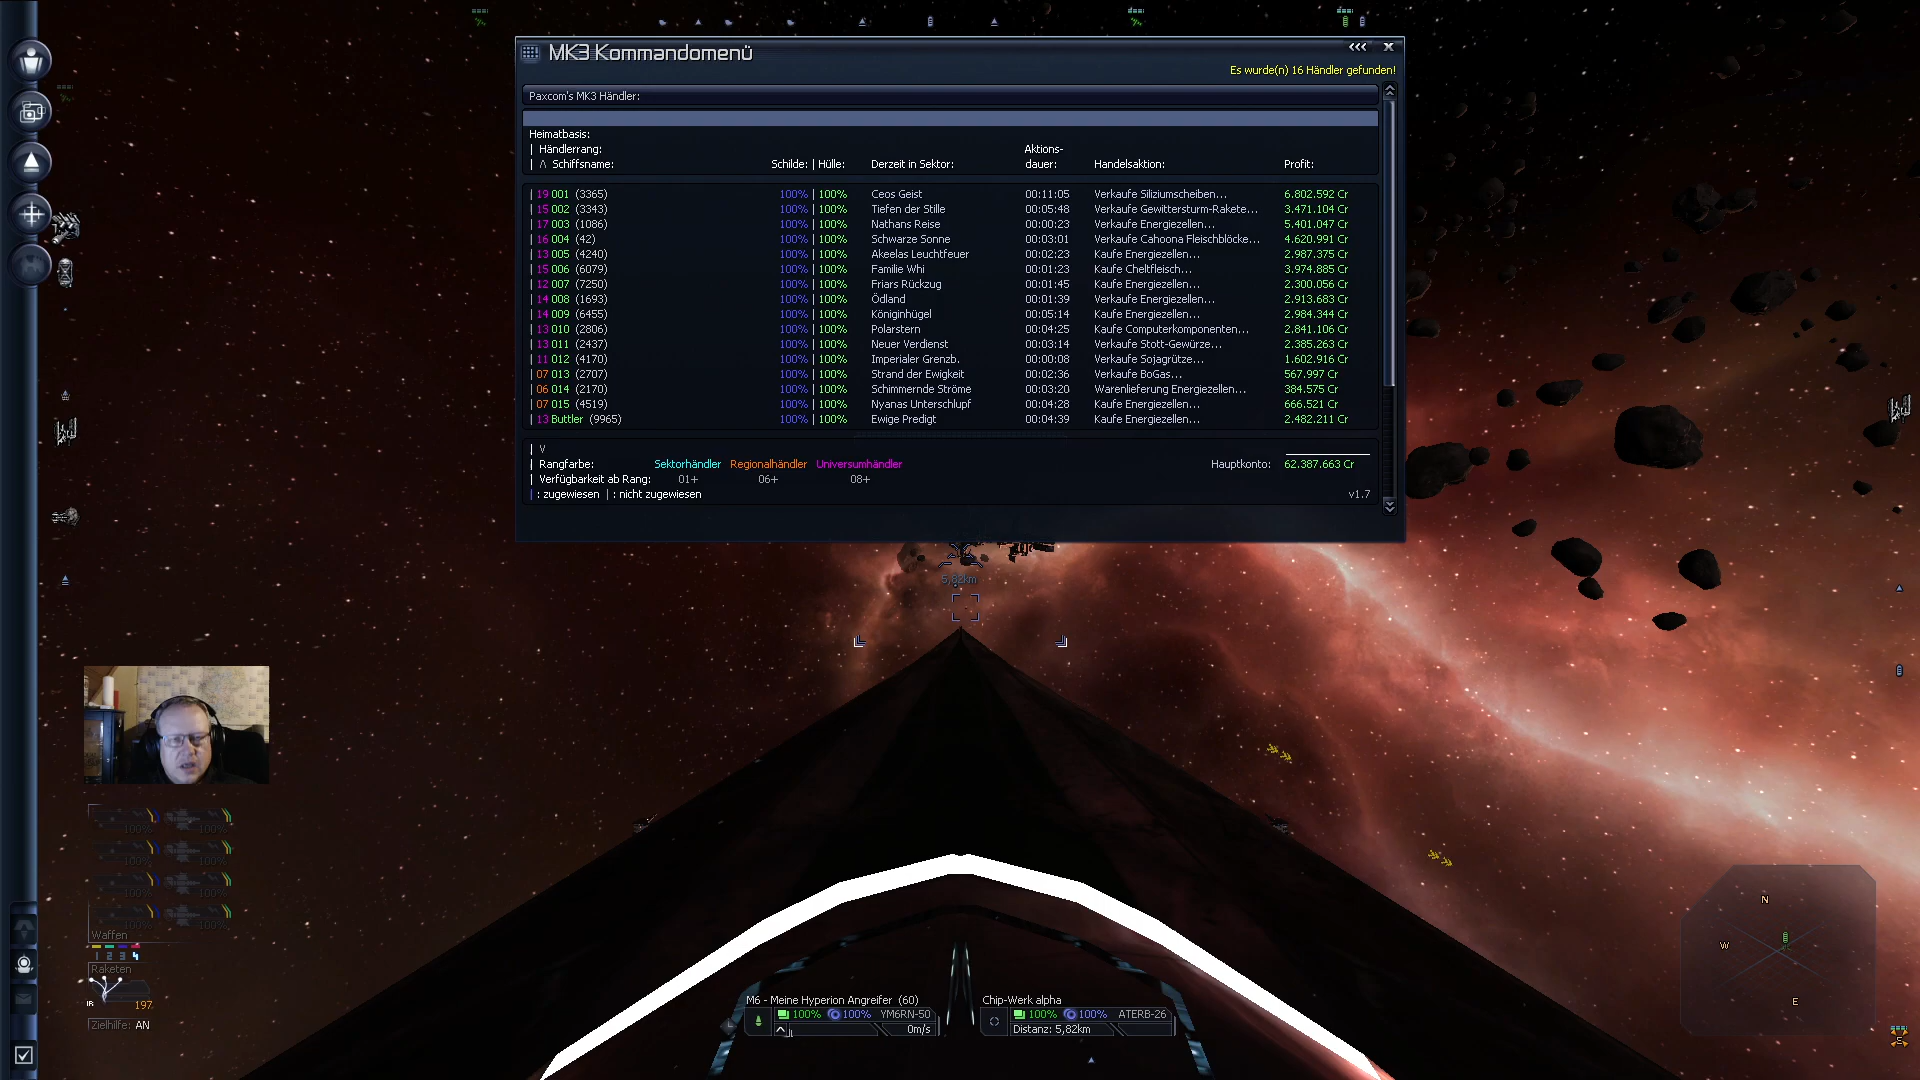 MK3 Kommandomenü
Es wurde(n) 16 Händler gefunden!
Paxcom's MK3 Händler:
Heimatbasis:
| Händlerrang: Aktions-
| /\ Schiffsname: Schilde: | Hülle: Derzeit in Sektor: dauer: Handelsaktion: Profit:
| 19 001 (3365) 100% | 100% Ceos Geist 00:11:05 Verkaufe Siliziumscheiben... 6.802.592 Cr
| 15 002 (3343) 100% | 100% Tiefen der Stille 00:05:48 Verkaufe Gewittersturm-Rakete... 3.471.104 Cr
| 17 003 (1086) 100% | 100% Nathans Reise 00:00:23 Verkaufe Energiezellen... 5.401.047 Cr
| 16 004 (42) 100% | 100% Schwarze Sonne 00:03:01 Verkaufe Cahoona Fleischblöcke... 4.620.991 Cr
| 13 005 (4240) 100% | 100% Akeelas Leuchtfeuer 00:02:23 Kaufe Energiezellen... 2.987.375 Cr
| 15 006 (6079) 100% | 100% Familie Whi 00:01:23 Kaufe Cheltfleisch... 3.974.885 Cr
| 12 007 (7250) 100% | 100% Friars Rückzug 00:01:45 Kaufe Energiezellen... 2.300.056 Cr
| 14 008 (1693) 100% | 100% Ödland 00:01:39 Verkaufe Energiezellen... 2.913.683 Cr
| 14 009 (6455) 100% | 100% Königinhügel 00:05:14 Kaufe Energiezellen... 2.984.344 Cr
| 13 010 (2806) 100% | 100% Polarstern 00:04:25 Kaufe Computerkomponenten... 2.841.106 Cr
| 13 011 (2437) 100% | 100% Neuer Verdienst 00:03:14 Verkaufe Stott-Gewürze... 2.385.263 Cr
| 11 012 (4170) 100% | 100% Imperialer Grenzb. 00:00:08 Verkaufe Sojagrütze... 1.602.916 Cr
| 07 013 (2707) 100% | 100% Strand der Ewigkeit 00:02:36 Verkaufe BoGas... 567.997 Cr
| 06 014 (2170) 100% | 100% Schimmernde Ströme 00:03:20 Warenlieferung Energiezellen... 384.575 Cr
| 07 015 (4519) 100% | 100% Nyanas Unterschlupf 00:04:28 Kaufe Energiezellen... 666.521 Cr
| 13 Buttler (9965) 100% | 100% Ewige Predigt 00:04:39 Kaufe Energiezellen... 2.482.211 Cr
| V
| Rangfarbe: Sektorhändler Regionalhändler Universumhändler Hauptkonto: 62.387.663 Cr
| Verfügbarkeit ab Rang: 01+ 06+ 08+
| : zugewiesen | : nicht zugewiesen v1.7
5,82km
100% 100%
100% 100%
100% 100%
100% 100%
Waffen
1 2 3 4
Raketen
IR 197
Zielhilfe: AN
M6 - Meine Hyperion Angreifer (60)
100% 100% YM6RN-50
0m/s
Chip-Werk alpha
100% 100% ATERB-26
Distanz: 5,82km
N
W
E
S